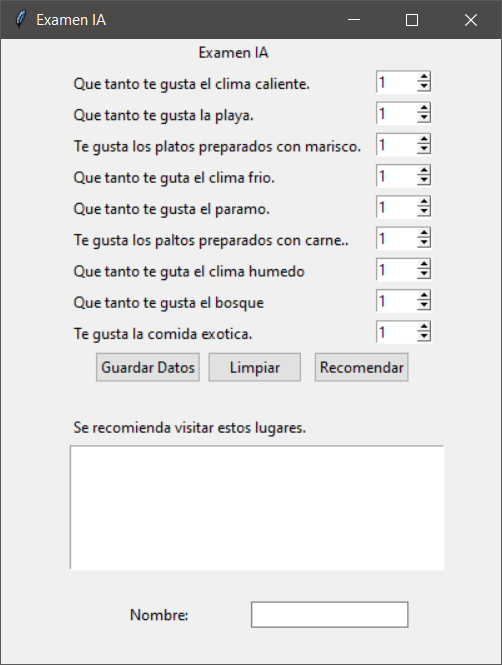 Examen IA
Examen IA
Que tanto te gusta el clima caliente. 1
Que tanto te gusta la playa. 1
Te gusta los platos preparados con marisco. 1
Que tanto te guta el clima frio. 1
Que tanto te gusta el paramo. 1
Te gusta los paltos preparados con carne.. 1
Que tanto te guta el clima humedo 1
Que tanto te gusta el bosque 1
Te gusta la comida exotica. 1
Guardar Datos Limpiar Recomendar
Se recomienda visitar estos lugares.
Nombre: